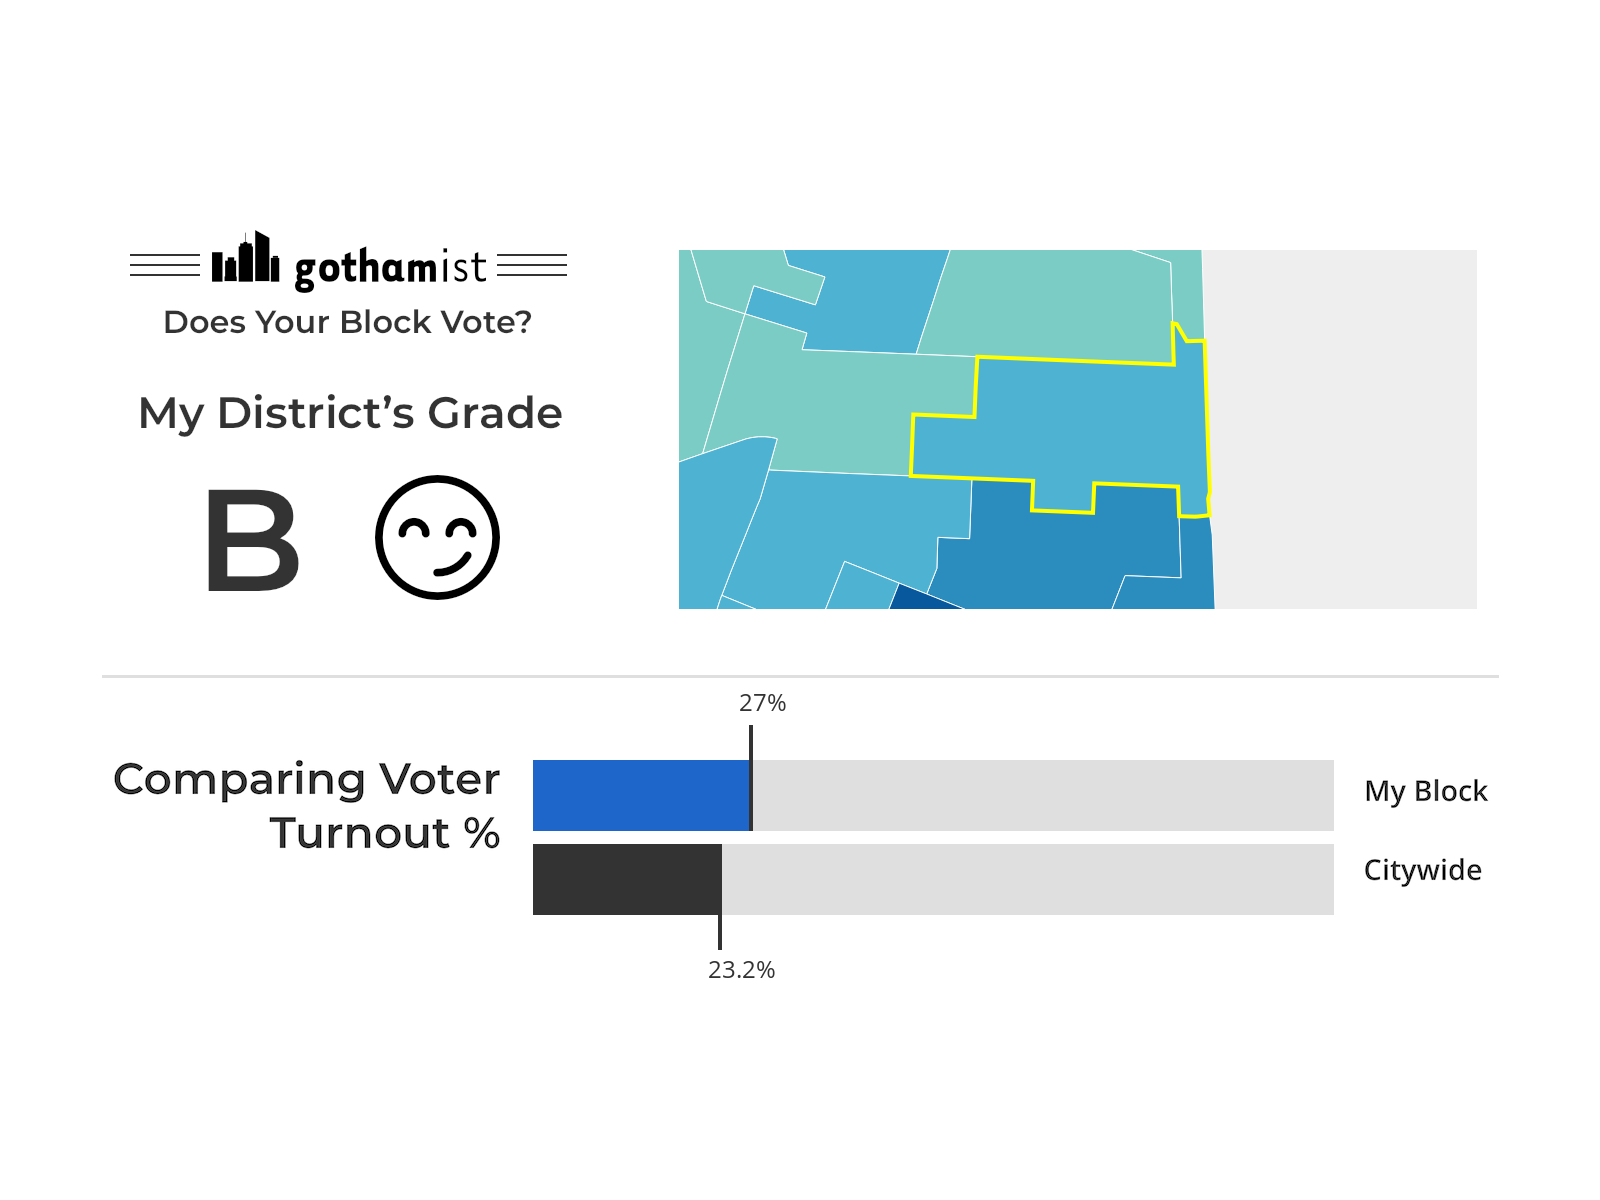 gothamist
Does Your Block Vote?
My District’s Grade
B
27%
Comparing Voter
Turnout %
My Block
Citywide
23.2%